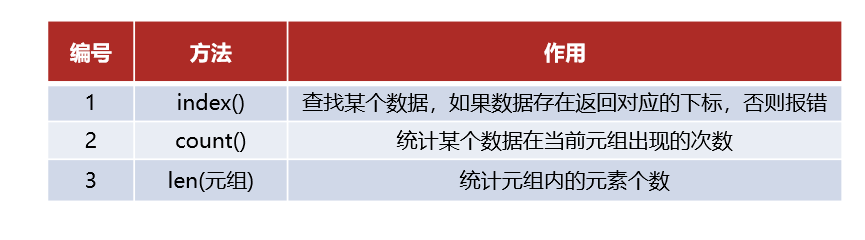 编号 方法 作用
1 index() 查找某个数据，如果数据存在返回对应的下标，否则报错
2 count() 统计某个数据在当前元组出现的次数
3 len(元组) 统计元组内的元素个数